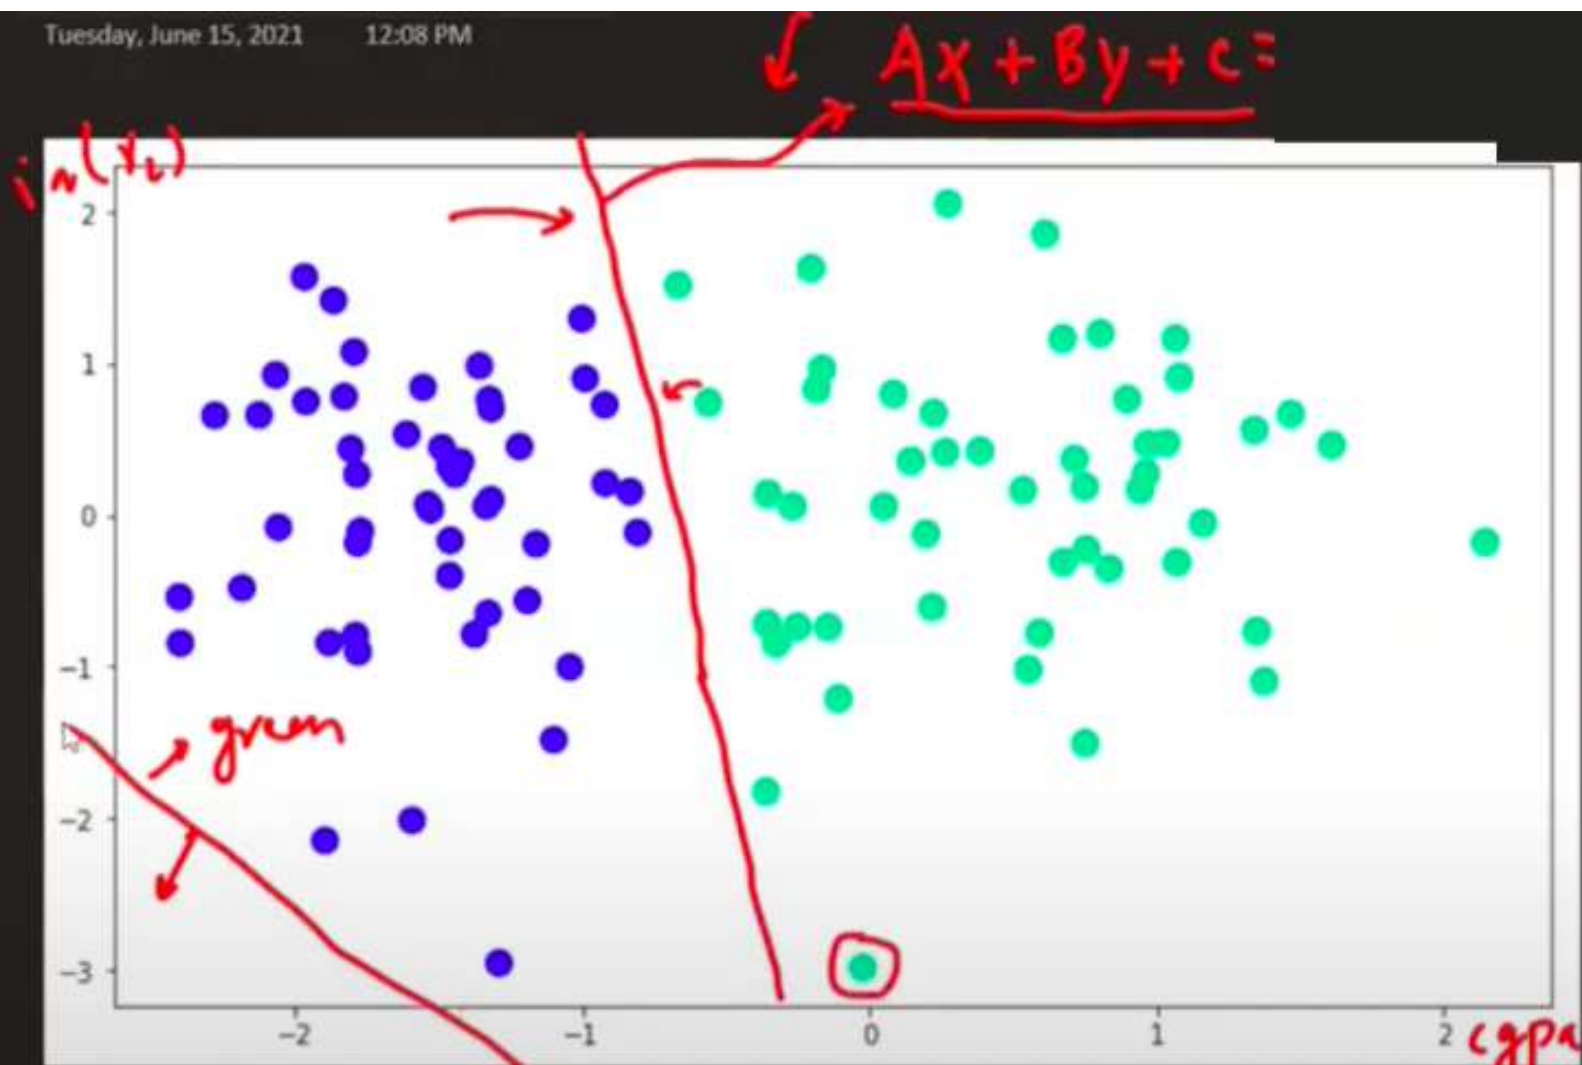 Tuesday, June 15, 2021 12:08 PM
Ax + By + c =
2
1
0
−1
green
−2
−3
−2 −1 0 1 2
cgpa